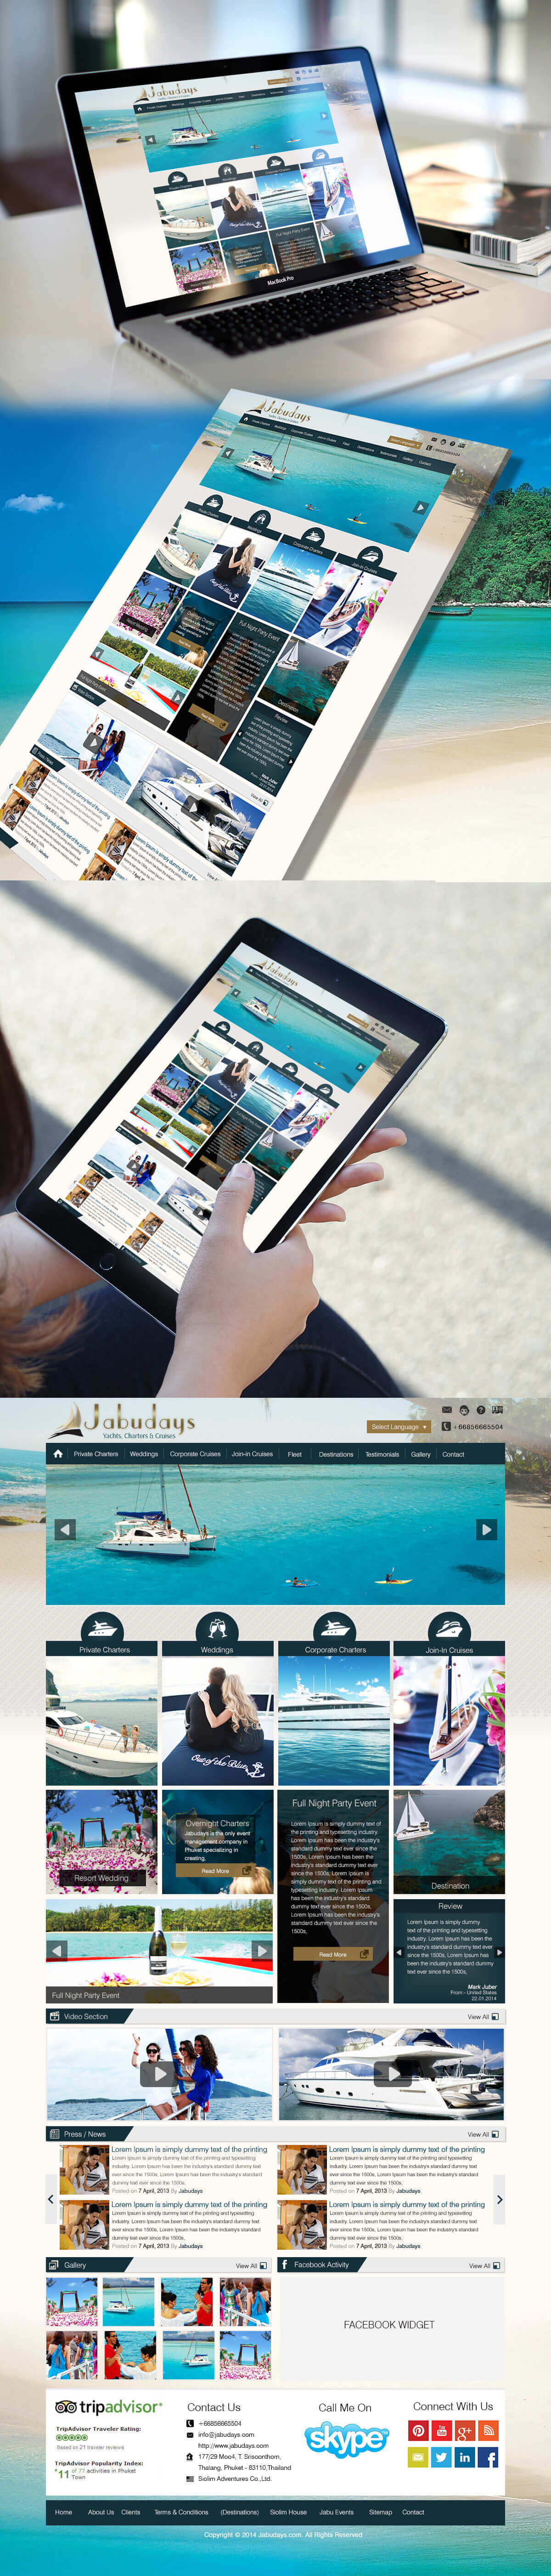 Jabudays
MacBook Pro
Jabudays
Full Night Party Event
Destination
Review
Jabudays
Jabudays
Yachts, Charters & Cruises
Select Language
+66856665504
Private Charters Weddings Corporate Cruises Join-in Cruises Fleet Destinations Testimonials Gallery Contact
Private Charters
Weddings
Corporate Charters
Join-In Cruises
Out of the Blue
Resort Wedding
Overnight Charters
Jabudays is the only event
management company in
Phuket specializing in
creating.
Read More
Full Night Party Event
Lorem Ipsum is simply dummy text of
the printing and typesetting industry.
Lorem Ipsum has been the industry's
standard dummy text ever since the
1500s, Lorem Ipsum has been the
industry's standard dummy text ever
since the 1500s, Lorem Ipsum is
simply dummy text of the printing and
typesetting industry. Lorem Ipsum
has been the industry's standard
dummy text ever since the 1500s,
Lorem Ipsum has been the industry's
standard dummy text ever since the
1500s,
Read More
Destination
Review
Lorem Ipsum is simply dummy
text of the printing and typesetting
industry. Lorem Ipsum has been the
industry's standard dummy text ever
since the 1500s, Lorem Ipsum has
been the industry's standard dummy
text ever since the 1500s,
Mark Juber
From:- United States
22.01.2014
Full Night Party Event
Video Section
View All
Press / News
View All
Lorem Ipsum is simply dummy text of the printing
Lorem Ipsum is simply dummy text of the printing and typesetting
industry. Lorem Ipsum has been the industry's standard dummy text
ever since the 1500s, Lorem Ipsum has been the industry's standard
dummy text ever since the 1500s,
Posted on 7 April, 2013 By Jabudays
Lorem Ipsum is simply dummy text of the printing
Lorem Ipsum is simply dummy text of the printing and typesetting
industry. Lorem Ipsum has been the industry's standard dummy text
ever since the 1500s, Lorem Ipsum has been the industry's standard
dummy text ever since the 1500s,
Posted on 7 April, 2013 By Jabudays
Lorem Ipsum is simply dummy text of the printing
Lorem Ipsum is simply dummy text of the printing and typesetting
industry. Lorem Ipsum has been the industry's standard dummy text
ever since the 1500s, Lorem Ipsum has been the industry's standard
dummy text ever since the 1500s,
Posted on 7 April, 2013 By Jabudays
Lorem Ipsum is simply dummy text of the printing
Lorem Ipsum is simply dummy text of the printing and typesetting
industry. Lorem Ipsum has been the industry's standard dummy text
ever since the 1500s, Lorem Ipsum has been the industry's standard
dummy text ever since the 1500s,
Posted on 7 April, 2013 By Jabudays
Gallery
View All
Facebook Activity
View All
FACEBOOK WIDGET
tripadvisor
TripAdvisor Traveler Rating:
Based on 21 traveler reviews
TripAdvisor Popularity Index:
#11 of 77 activities in Phuket
Town
Contact Us
+66856665504
info@jabudays.com
http://www.jabudays.com
177/29 Moo4, T. Srisoonthorn,
Thalang, Phuket - 83110,Thailand
Siolim Adventures Co.,Ltd.
Call Me On
skype
Connect With Us
You
g+
in
f
Home About Us Clients Terms & Conditions (Destinations) Siolim House Jabu Events Sitemap Contact
Copyright © 2014 Jabudays.com. All Rights Reserved